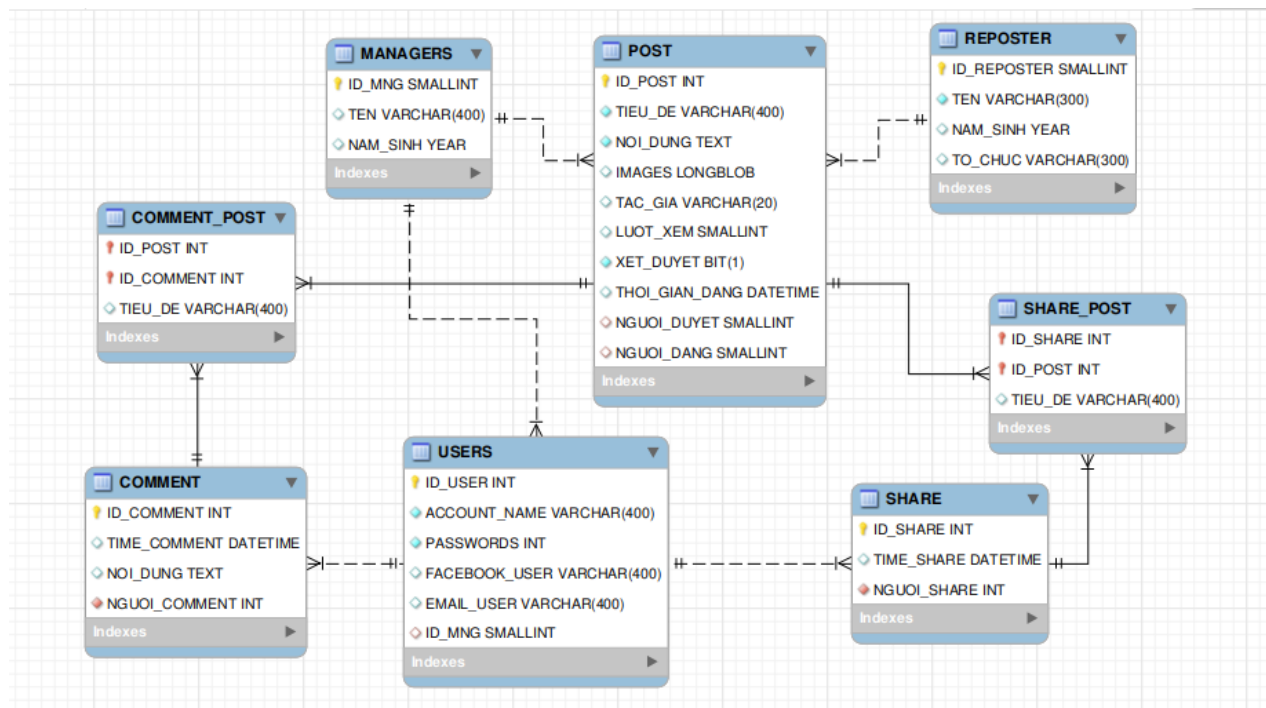 MANAGERS
ID_MNG SMALLINT
TEN VARCHAR(400)
NAM_SINH YEAR
Indexes
POST
ID_POST INT
TIEU_DE VARCHAR(400)
NOI_DUNG TEXT
IMAGES LONGBLOB
TAC_GIA VARCHAR(20)
LUOT_XEM SMALLINT
XET_DUYET BIT(1)
THOI_GIAN_DANG DATETIME
NGUOI_DUYET SMALLINT
NGUOI_DANG SMALLINT
Indexes
REPOSTER
ID_REPOSTER SMALLINT
TEN VARCHAR(300)
NAM_SINH YEAR
TO_CHUC VARCHAR(300)
Indexes
COMMENT_POST
ID_POST INT
ID_COMMENT INT
TIEU_DE VARCHAR(400)
Indexes
SHARE_POST
ID_SHARE INT
ID_POST INT
TIEU_DE VARCHAR(400)
Indexes
COMMENT
ID_COMMENT INT
TIME_COMMENT DATETIME
NOI_DUNG TEXT
NGUOI_COMMENT INT
Indexes
USERS
ID_USER INT
ACCOUNT_NAME VARCHAR(400)
PASSWORDS INT
FACEBOOK_USER VARCHAR(400)
EMAIL_USER VARCHAR(400)
ID_MNG SMALLINT
Indexes
SHARE
ID_SHARE INT
TIME_SHARE DATETIME
NGUOI_SHARE INT
Indexes